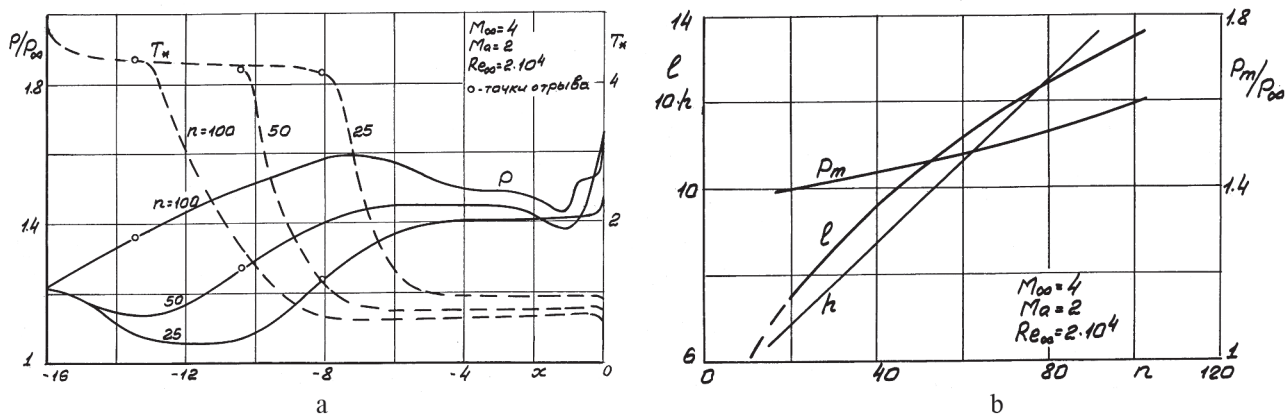 P/P∞
1.8
1.4
1
T*
n=100
50
25
M∞=4
Ma=2
Re∞=2·10⁴
o-точки отрыва
T*
4
2
n=100
50
25
P
-16
-12
-8
-4
x
0
а
14
ℓ
10h
10
6
Pm
ℓ
h
M∞=4
Ma=2
Re∞=2·10⁴
1.8
Pm/P∞
1.4
1
0
40
80
n
120
b